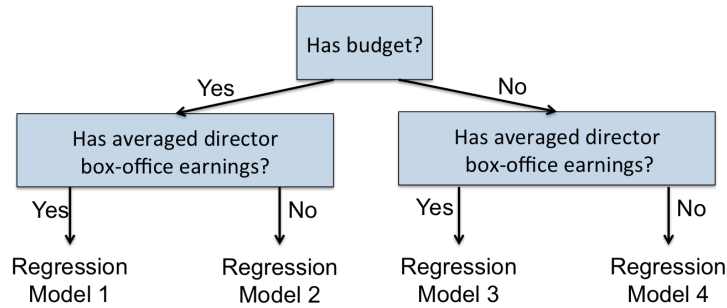 Has budget?
Yes
No
Has averaged director
box-office earnings?
Has averaged director
box-office earnings?
Yes
No
Yes
No
Regression
Model 1
Regression
Model 2
Regression
Model 3
Regression
Model 4